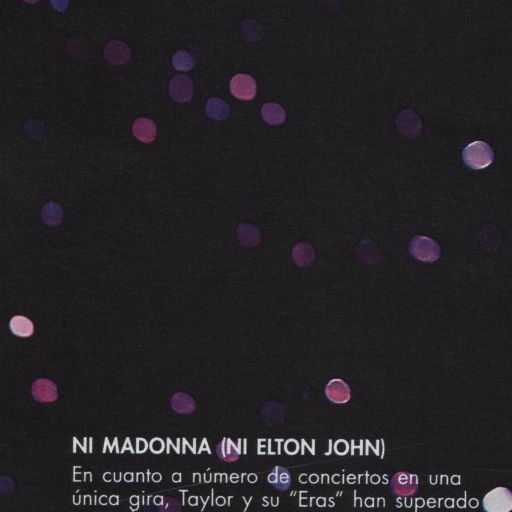 NI MADONNA (NI ELTON JOHN)
En cuanto a número de conciertos en una
única gira, Taylor y su “Eras” han superado